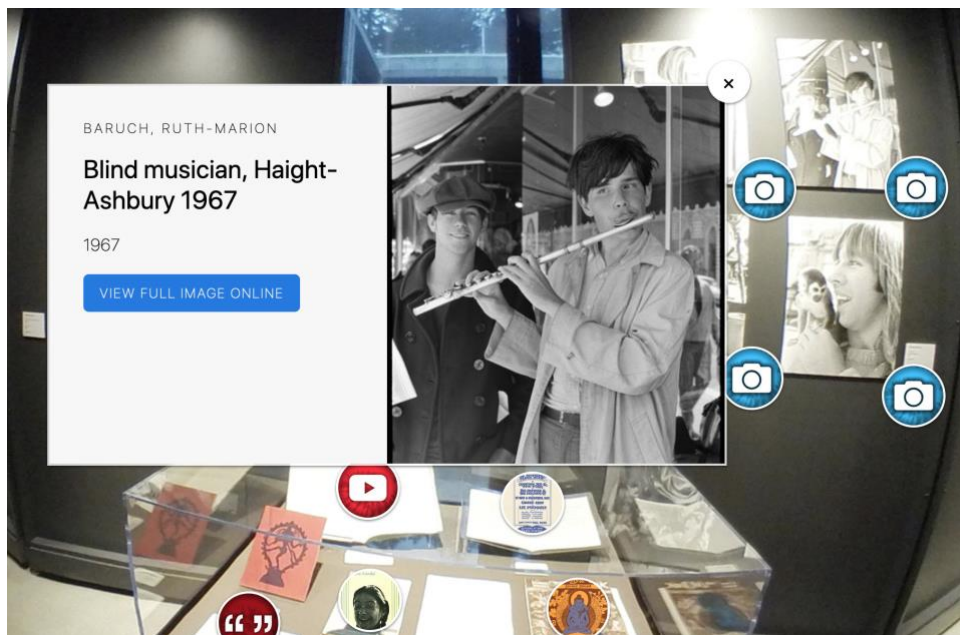 BARUCH, RUTH-MARION
Blind musician, Haight-
Ashbury 1967
1967
VIEW FULL IMAGE ONLINE